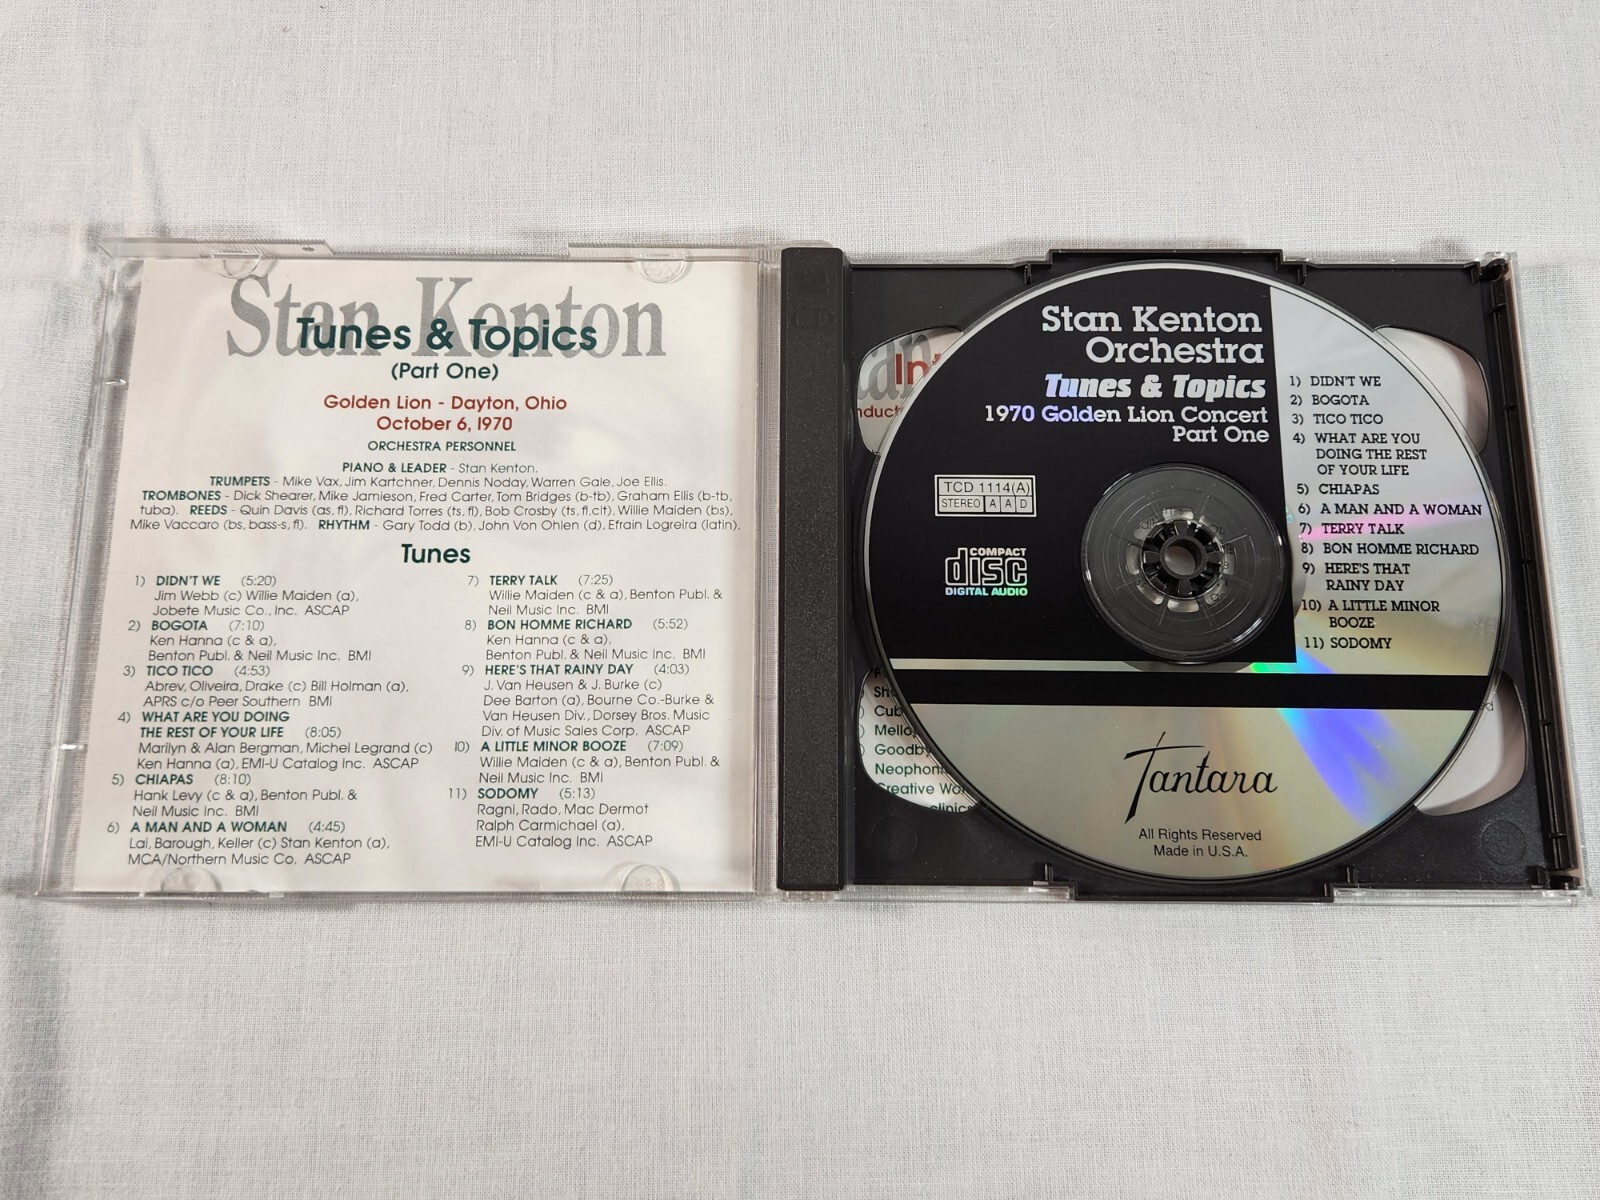 Stan Kenton
Tunes & Topics
(Part One)
Golden Lion - Dayton, Ohio
October 6, 1970
ORCHESTRA PERSONNEL
PIANO & LEADER - Stan Kenton.
TRUMPETS - Mike Vax, Jim Kartchner, Dennis Noday, Warren Gale, Joe Ellis.
TROMBONES - Dick Shearer, Mike Jamieson, Fred Carter, Tom Bridges (b-tb), Graham Ellis (b-tb,
tuba). REEDS - Quin Davis (as, fl), Richard Torres (ts, fl), Bob Crosby (ts, fl, clt). Willie Maiden (bs),
Mike Vaccaro (bs, bass-s, fl). RHYTHM - Gary Todd (b), John Von Ohlen (d), Efrain Logreira (latin).
Tunes
1) DIDN'T WE (5:20)
Jim Webb (c) Willie Maiden (a),
Jobete Music Co., Inc. ASCAP
2) BOGOTA (7:10)
Ken Hanna (c & a),
Benton Publ. & Neil Music Inc. BMI
3) TICO TICO (4:53)
Abrev, Oliveira, Drake (c) Bill Holman (a),
APRS c/o Peer Southern BMI
4) WHAT ARE YOU DOING
THE REST OF YOUR LIFE (8:05)
Marilyn & Alan Bergman, Michel Legrand (c)
Ken Hanna (a), EMI-U Catalog Inc. ASCAP
5) CHIAPAS (8:10)
Hank Levy (c & a), Benton Publ. &
Neil Music Inc. BMI
6) A MAN AND A WOMAN (4:45)
Lai, Barough, Keller (c) Stan Kenton (a),
MCA/Northern Music Co. ASCAP
7) TERRY TALK (7:25)
Willie Maiden (c & a), Benton Publ. &
Neil Music Inc. BMI
8) BON HOMME RICHARD (5:52)
Ken Hanna (c & a),
Benton Publ. & Neil Music Inc. BMI
9) HERE'S THAT RAINY DAY (4:03)
J. Van Heusen & J. Burke (c)
Dee Barton (a), Bourne Co.-Burke &
Van Heusen Div., Dorsey Bros. Music
Div. of Music Sales Corp. ASCAP
10) A LITTLE MINOR BOOZE (7:09)
Willie Maiden (c & a), Benton Publ. &
Neil Music Inc. BMI
11) SODOMY (5:13)
Ragni, Rado, Mac Dermot
Ralph Carmichael (a),
EMI-U Catalog Inc. ASCAP
Stan Kenton
Orchestra
Tunes & Topics
1970 Golden Lion Concert
Part One
TCD 1114(A)
STEREO A A D
COMPACT
disc
DIGITAL AUDIO
1) DIDN'T WE
2) BOGOTA
3) TICO TICO
4) WHAT ARE YOU
DOING THE REST
OF YOUR LIFE
5) CHIAPAS
6) A MAN AND A WOMAN
7) TERRY TALK
8) BON HOMME RICHARD
9) HERE'S THAT
RAINY DAY
10) A LITTLE MINOR
BOOZE
11) SODOMY
Tantara
All Rights Reserved
Made in U.S.A.